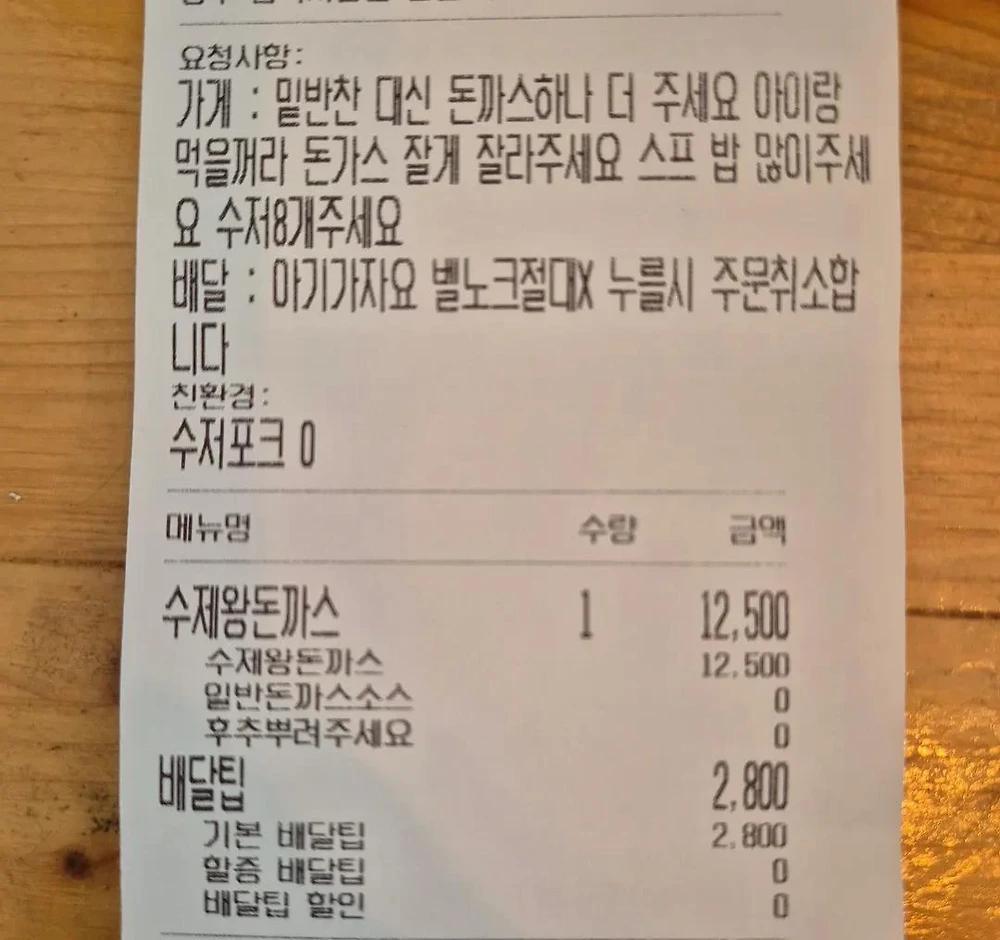 요청사항:
가게 : 밑반찬 대신 돈까스하나 더 주세요 아이랑
먹을꺼라 돈가스 잘게 잘라주세요 스프 밥 많이주세
요 수저8개주세요
배달 : 아기가자요 벨노크절대X 누를시 주문취소합
니다
친환경:
수저포크 0
메뉴명 수량 금액
수제왕돈까스 1 12,500
수제왕돈까스 12,500
일반돈까스소스 0
후추뿌려주세요 0
배달팁 2,800
기본 배달팁 2,800
할증 배달팁 0
배달팁 할인 0